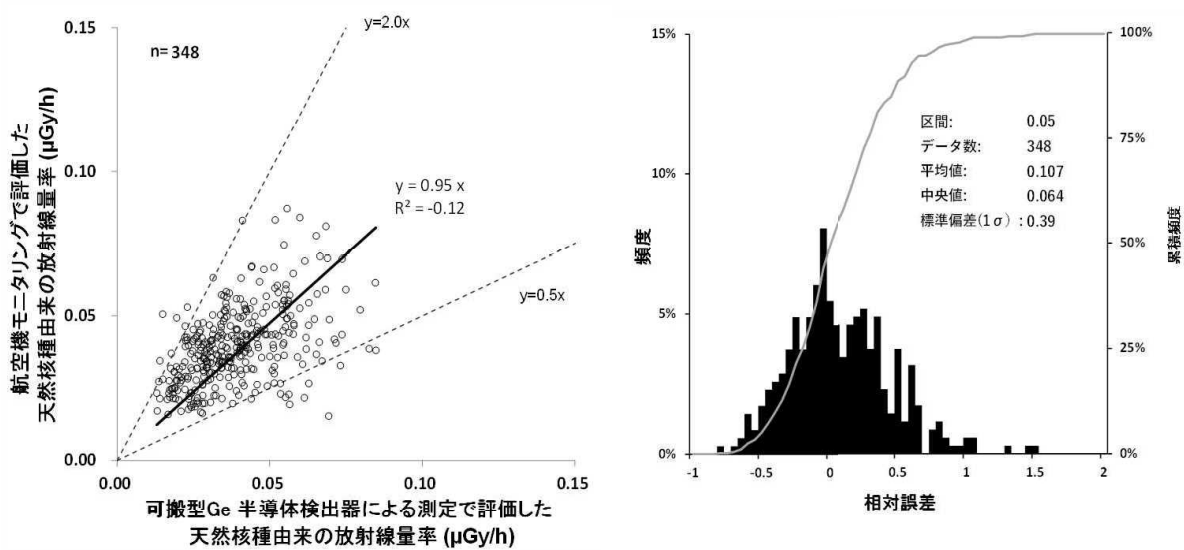 y=2.0x
n= 348
0.15
0.10
0.05
0.00
y = 0.95 x
R² = -0.12
y=0.5x
0.00
0.05
0.10
0.15
航空機モニタリングで評価した
天然核種由来の放射線量率 (μGy/h)
可搬型Ge 半導体検出器による測定で評価した
天然核種由来の放射線量率 (μGy/h)
15%
10%
5%
0%
頻度
100%
75%
50%
25%
0%
累積頻度
区間: 0.05
データ数: 348
平均値: 0.107
中央値: 0.064
標準偏差(1σ) : 0.39
-1
-0.5
0
0.5
1
1.5
2
相対誤差